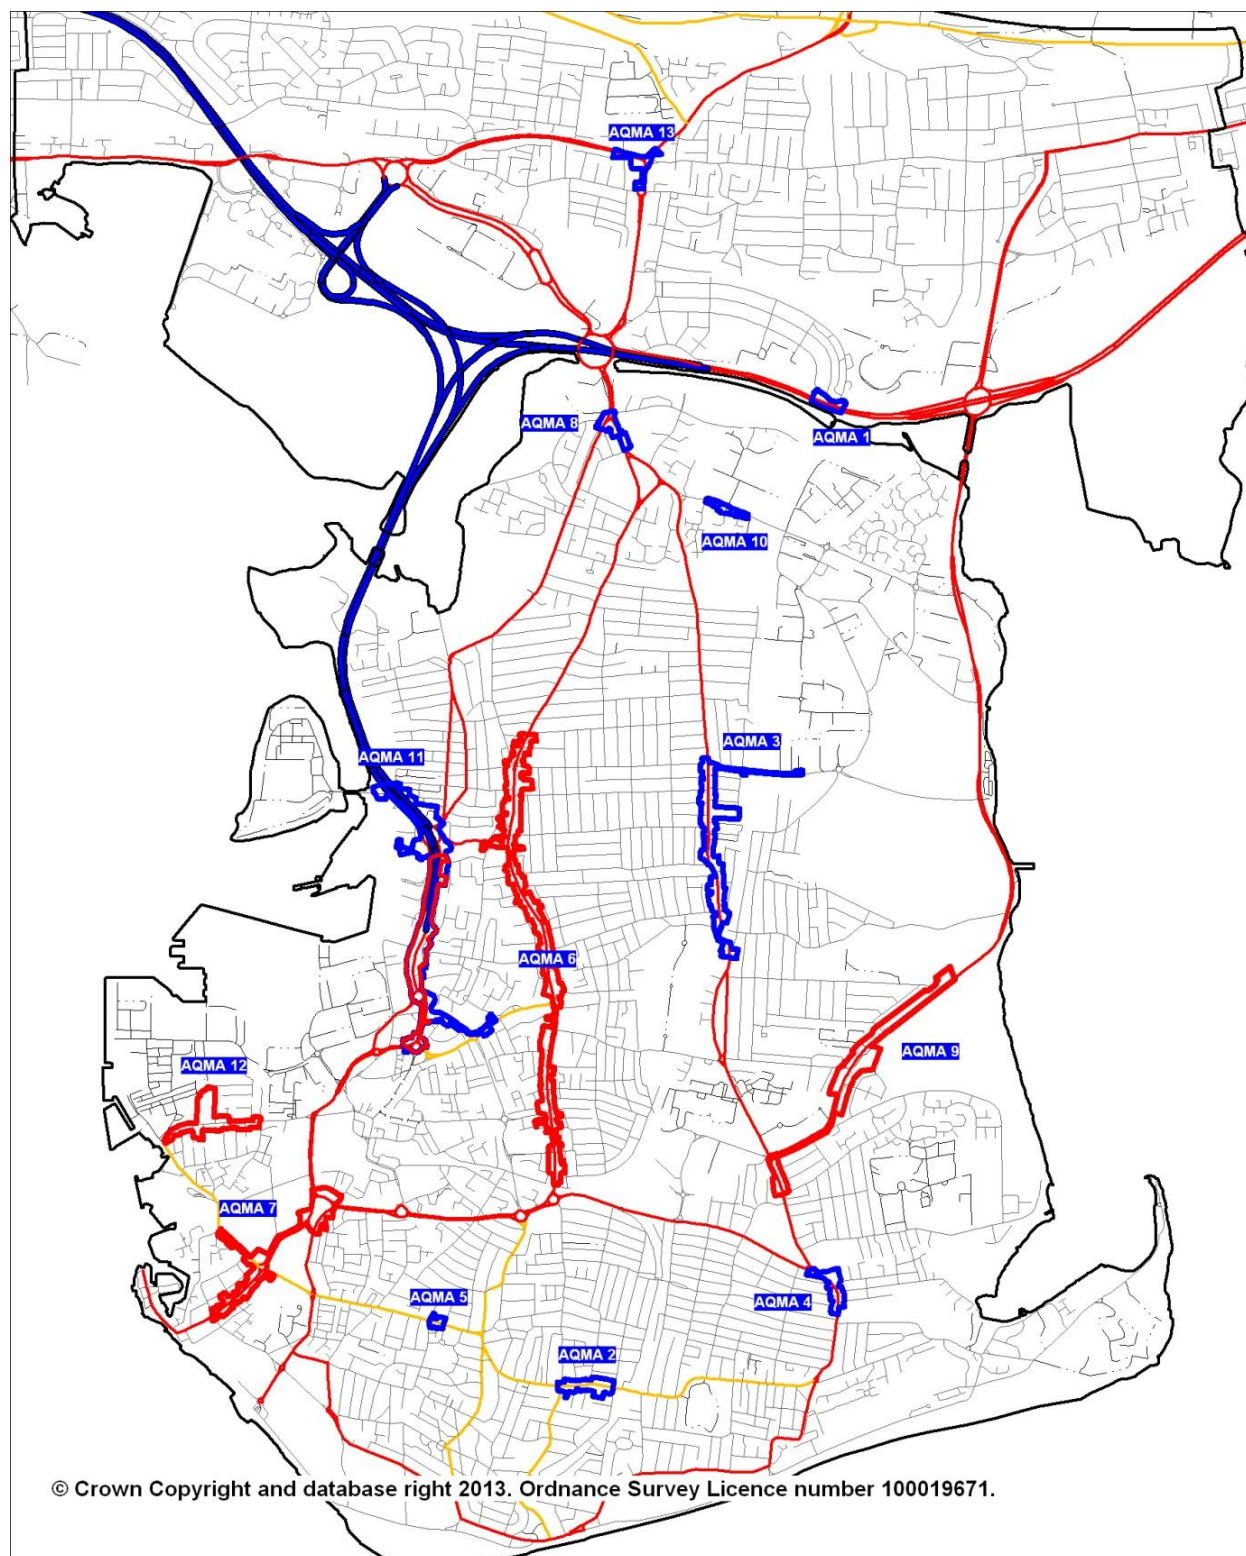 AQMA 13
AQMA 8
AQMA 1
AQMA 10
AQMA 3
AQMA 11
AQMA 6
AQMA 9
AQMA 12
AQMA 7
AQMA 5
AQMA 4
AQMA 2
© Crown Copyright and database right 2013. Ordnance Survey Licence number 100019671.